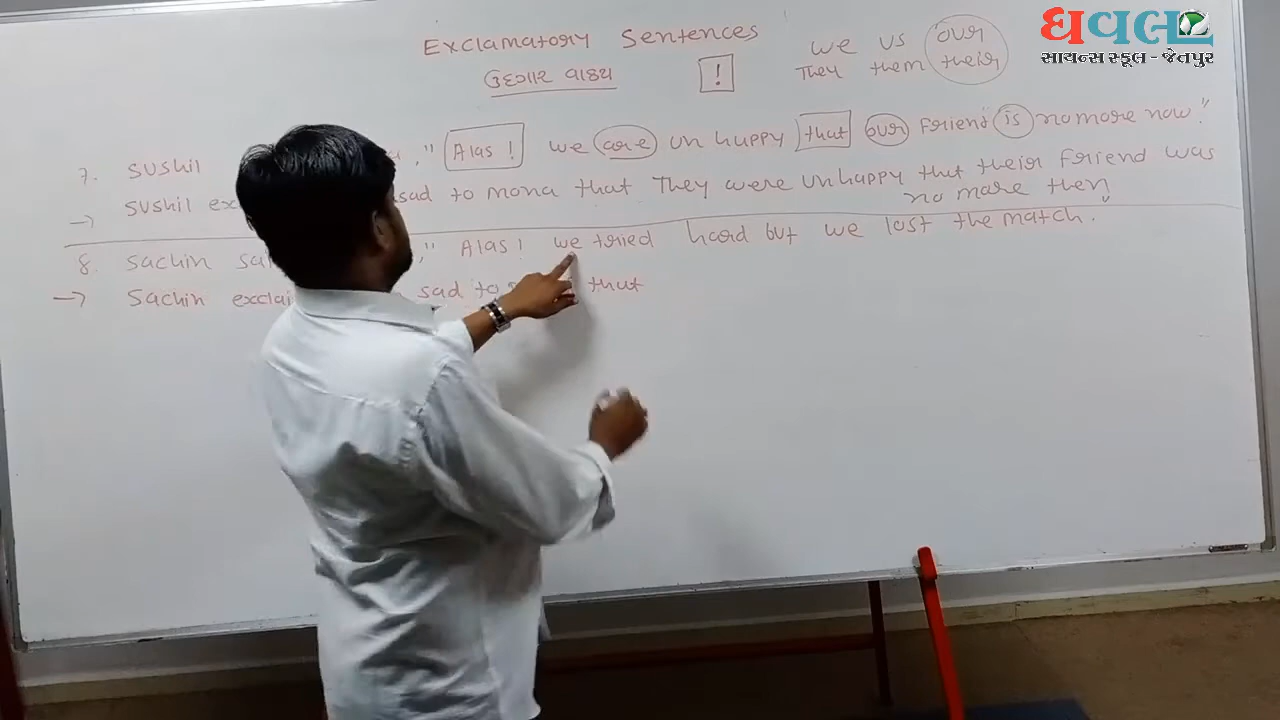 ધવલ
સાયન્સ સ્કૂલ - જેતપુર
Exclamatory Sentences
ઉદ્દગાર વાક્ય !
We us our
They them their
7. Sushil , " Alas ! we are unhappy that our friend is no more now."
→ Sushil sad to mona that They were unhappy that their friend was
no more then
8. Sachin , " Alas ! we tried hard but we lost the match.
→ Sachin sad to that